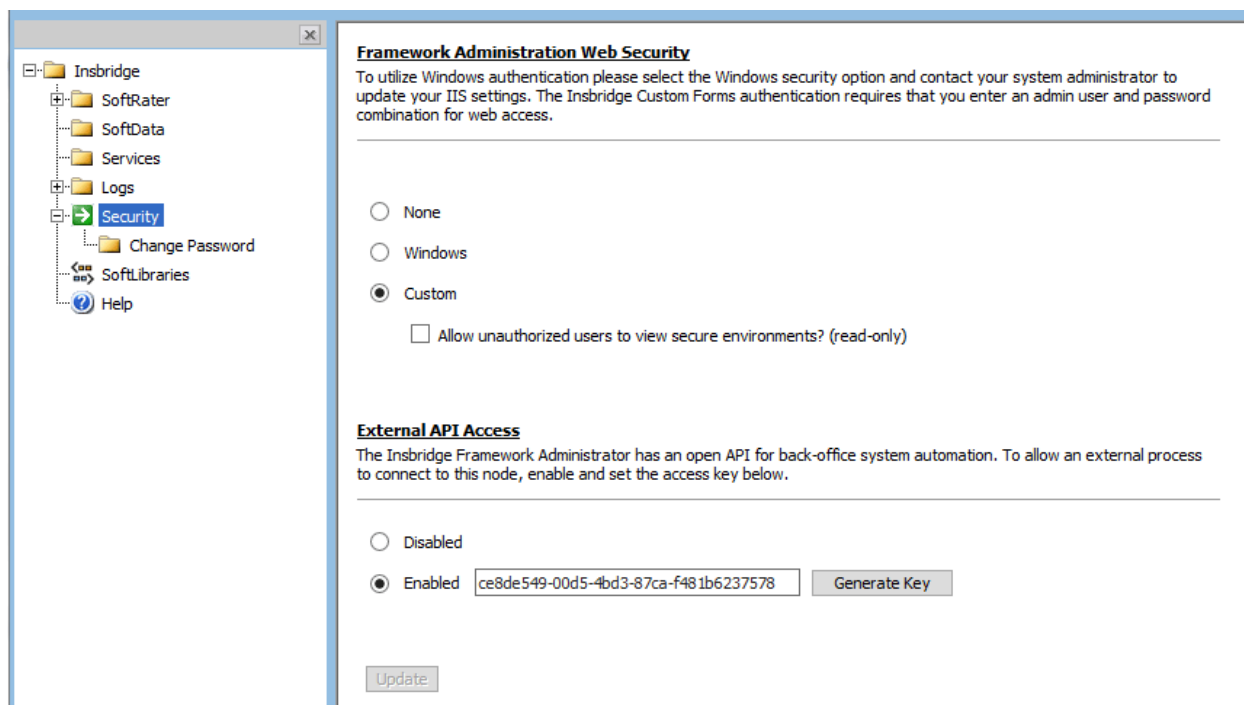 Insbridge
SoftRater
SoftData
Services
Logs
Security
Change Password
SoftLibraries
Help
Framework Administration Web Security
To utilize Windows authentication please select the Windows security option and contact your system administrator to
update your IIS settings. The Insbridge Custom Forms authentication requires that you enter an admin user and password
combination for web access.
None
Windows
Custom
Allow unauthorized users to view secure environments? (read-only)
External API Access
The Insbridge Framework Administrator has an open API for back-office system automation. To allow an external process
to connect to this node, enable and set the access key below.
Disabled
Enabled ce8de549-00d5-4bd3-87ca-f481b6237578 Generate Key
Update